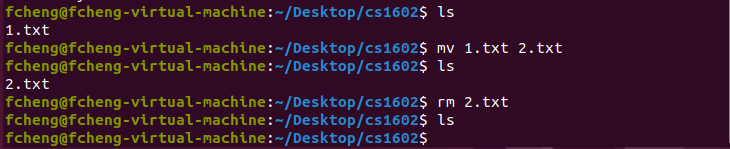 fcheng@fcheng-virtual-machine:~/Desktop/cs1602$ ls
1.txt
fcheng@fcheng-virtual-machine:~/Desktop/cs1602$ mv 1.txt 2.txt
fcheng@fcheng-virtual-machine:~/Desktop/cs1602$ ls
2.txt
fcheng@fcheng-virtual-machine:~/Desktop/cs1602$ rm 2.txt
fcheng@fcheng-virtual-machine:~/Desktop/cs1602$ ls
fcheng@fcheng-virtual-machine:~/Desktop/cs1602$